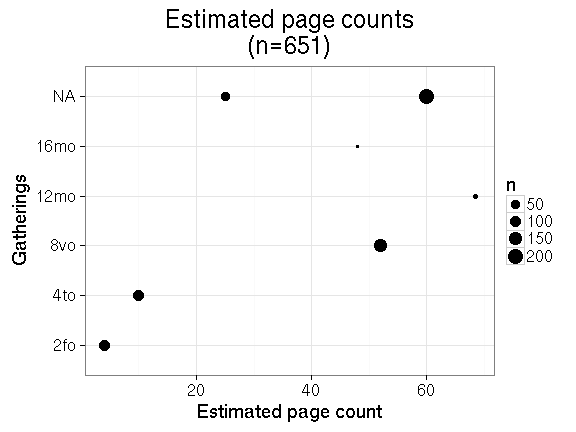 Estimated page counts
(n=651)
NA
16mo
12mo
8vo
4to
2fo
Gatherings
20 40 60
Estimated page count
n
50
100
150
200